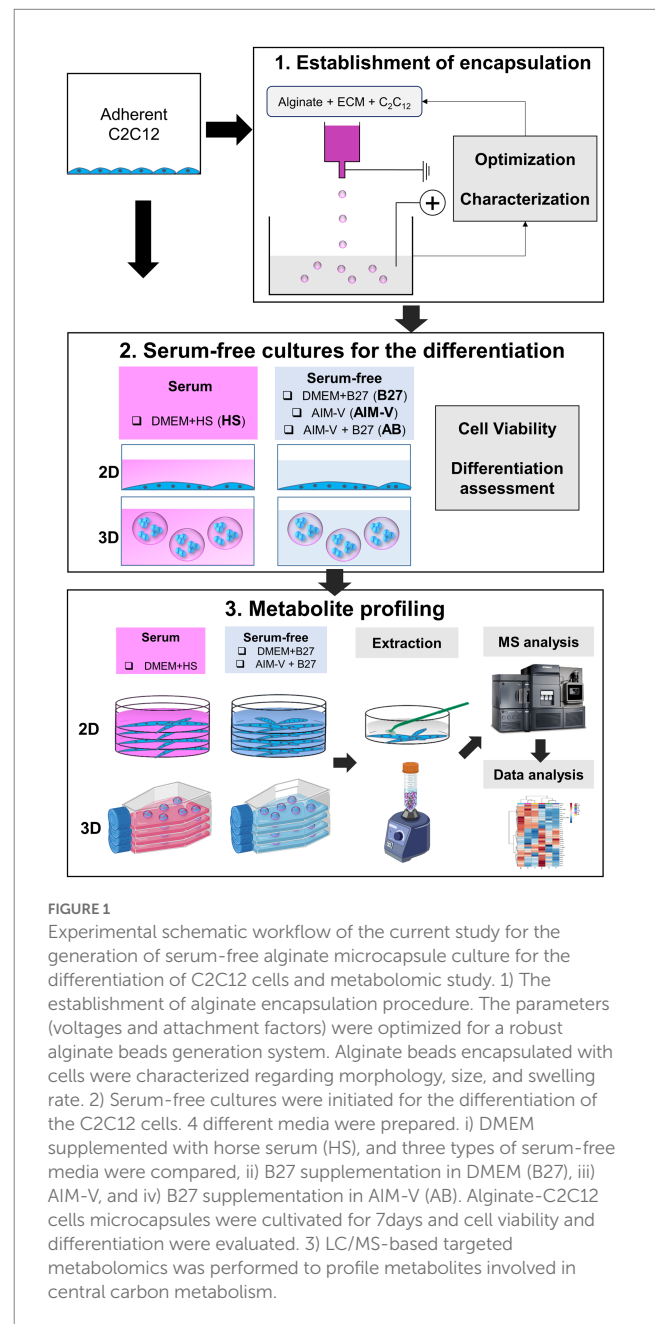 1. Establishment of encapsulation
Adherent
C2C12
Alginate + ECM + C₂C₁₂
Optimization
Characterization
+
2. Serum-free cultures for the differentiation
Serum
❑ DMEM+HS (HS)
Serum-free
❑ DMEM+B27 (B27)
❑ AIM-V (AIM-V)
❑ AIM-V + B27 (AB)
2D
3D
Cell Viability
Differentiation
assessment
3. Metabolite profiling
Serum
❑ DMEM+HS
Serum-free
❑ DMEM+B27
❑ AIM-V + B27
Extraction
MS analysis
2D
3D
Data analysis
FIGURE 1
Experimental schematic workflow of the current study for the
generation of serum-free alginate microcapsule culture for the
differentiation of C2C12 cells and metabolomic study. 1) The
establishment of alginate encapsulation procedure. The parameters
(voltages and attachment factors) were optimized for a robust
alginate beads generation system. Alginate beads encapsulated with
cells were characterized regarding morphology, size, and swelling
rate. 2) Serum-free cultures were initiated for the differentiation of
the C2C12 cells. 4 different media were prepared. i) DMEM
supplemented with horse serum (HS), and three types of serum-free
media were compared, ii) B27 supplementation in DMEM (B27), iii)
AIM-V, and iv) B27 supplementation in AIM-V (AB). Alginate-C2C12
cells microcapsules were cultivated for 7days and cell viability and
differentiation were evaluated. 3) LC/MS-based targeted
metabolomics was performed to profile metabolites involved in
central carbon metabolism.